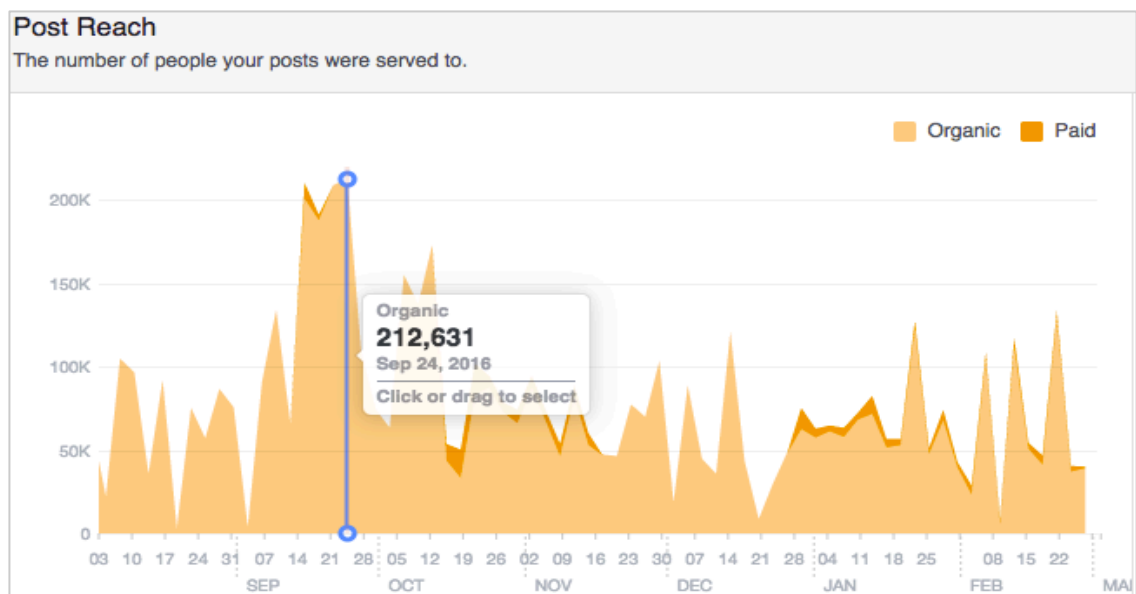 Post Reach
The number of people your posts were served to.
Organic Paid
200K
150K
100K
50K
0
Organic
212,631
Sep 24, 2016
Click or drag to select
03 10 17 24 31 07 14 21 28 05 12 19 26 02 09 16 23 30 07 14 21 28 04 11 18 25 08 15 22
SEP OCT NOV DEC JAN FEB MA